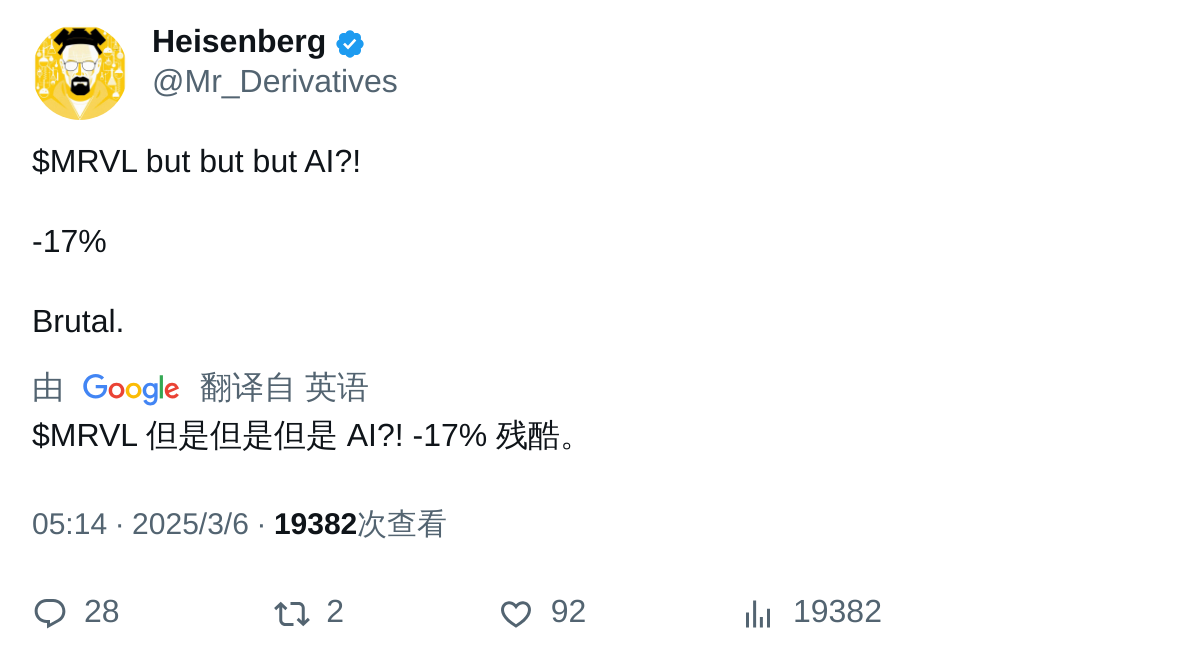 Heisenberg
@Mr_Derivatives
$MRVL but but but AI?!
-17%
Brutal.
由 Google 翻译自 英语
$MRVL 但是但是但是 AI?! -17% 残酷。
05:14 · 2025/3/6 · 19382次查看
28 2 92 19382